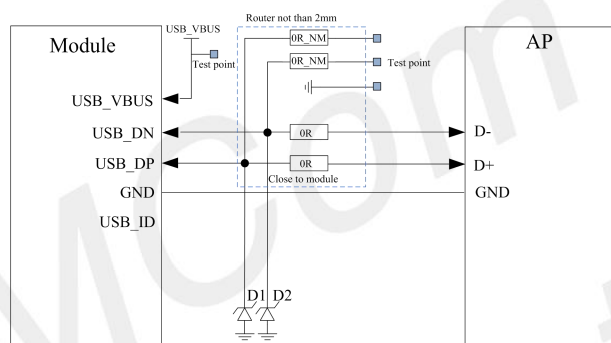 Router not than 2mm
USB_VBUS
Module
0R_NM
AP
Test point
0R_NM
Test point
USB_VBUS
USB_DN
0R
D-
USB_DP
0R
D+
Close to module
GND
GND
USB_ID
D1 D2